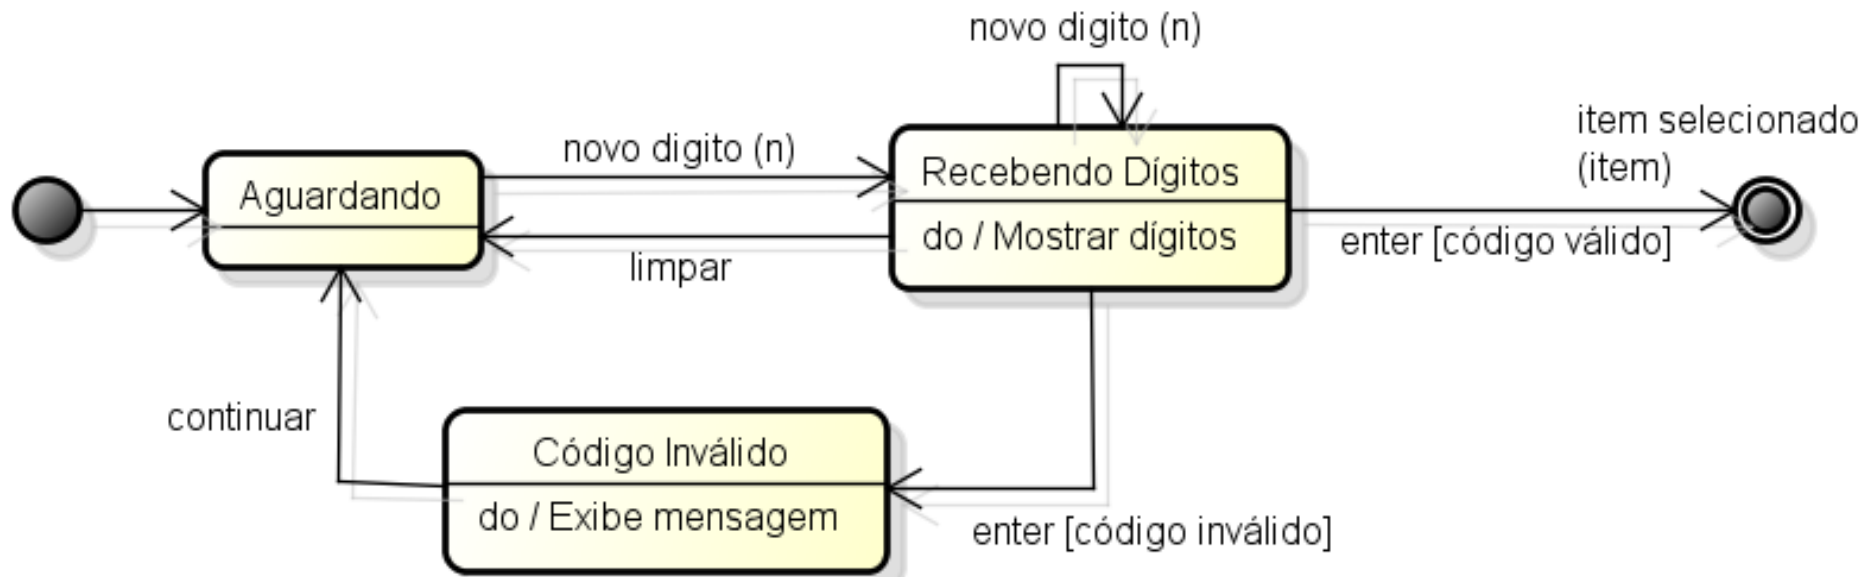 novo digito (n)
item selecionado
(item)
novo digito (n)
Aguardando
Recebendo Dígitos
do / Mostrar dígitos
enter [código válido]
limpar
continuar
Código Inválido
do / Exibe mensagem
enter [código inválido]